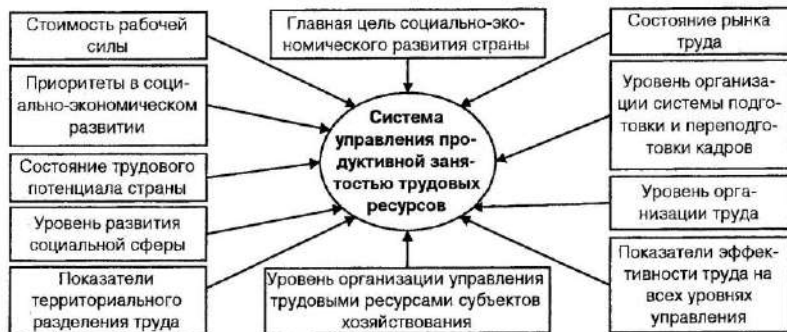 Стоимость рабочей
силы
Приоритеты в соци-
ально-экономическом
развитии
Состояние трудового
потенциала страны
Уровень развития
социальной сферы
Показатели
территориального
разделения труда
Главная цель социально-эко-
номического развития страны
Система
управления про-
дуктивной заня-
тостью трудовых
ресурсов
Уровень организации управления
трудовыми ресурсами субъектов
хозяйствования
Состояние рынка
труда
Уровень организа-
ции системы подго-
товки и переподго-
товки кадров
Уровень орга-
низации труда
Показатели эффек-
тивности труда на
всех уровнях
управления